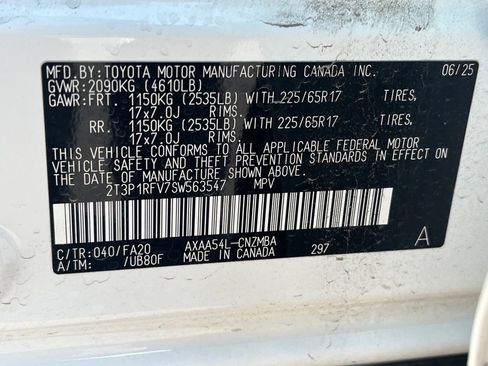 MFD.BY: TOYOTA MOTOR MANUFACTURING CANADA INC. 06/25
GVWR: 2090KG (4610LB)
GAWR: FRT. 1150KG (2535LB) WITH 225/65R17 TIRES,
17x7.0J RIMS,
RR. 1150KG (2535LB) WITH 225/65R17 TIRES,
17x7.0J RIMS,
THIS VEHICLE CONFORMS TO ALL APPLICABLE FEDERAL MOTOR
VEHICLE SAFETY AND THEFT PREVENTION STANDARDS IN EFFECT
ON THE DATE OF MANUFACTURE SHOWN ABOVE.
2T3P1RFV7SW563547 MPV
C/TR: 040/FA20 AXAA54L-CNZMBA A
A/TM: /UB80F MADE IN CANADA 297